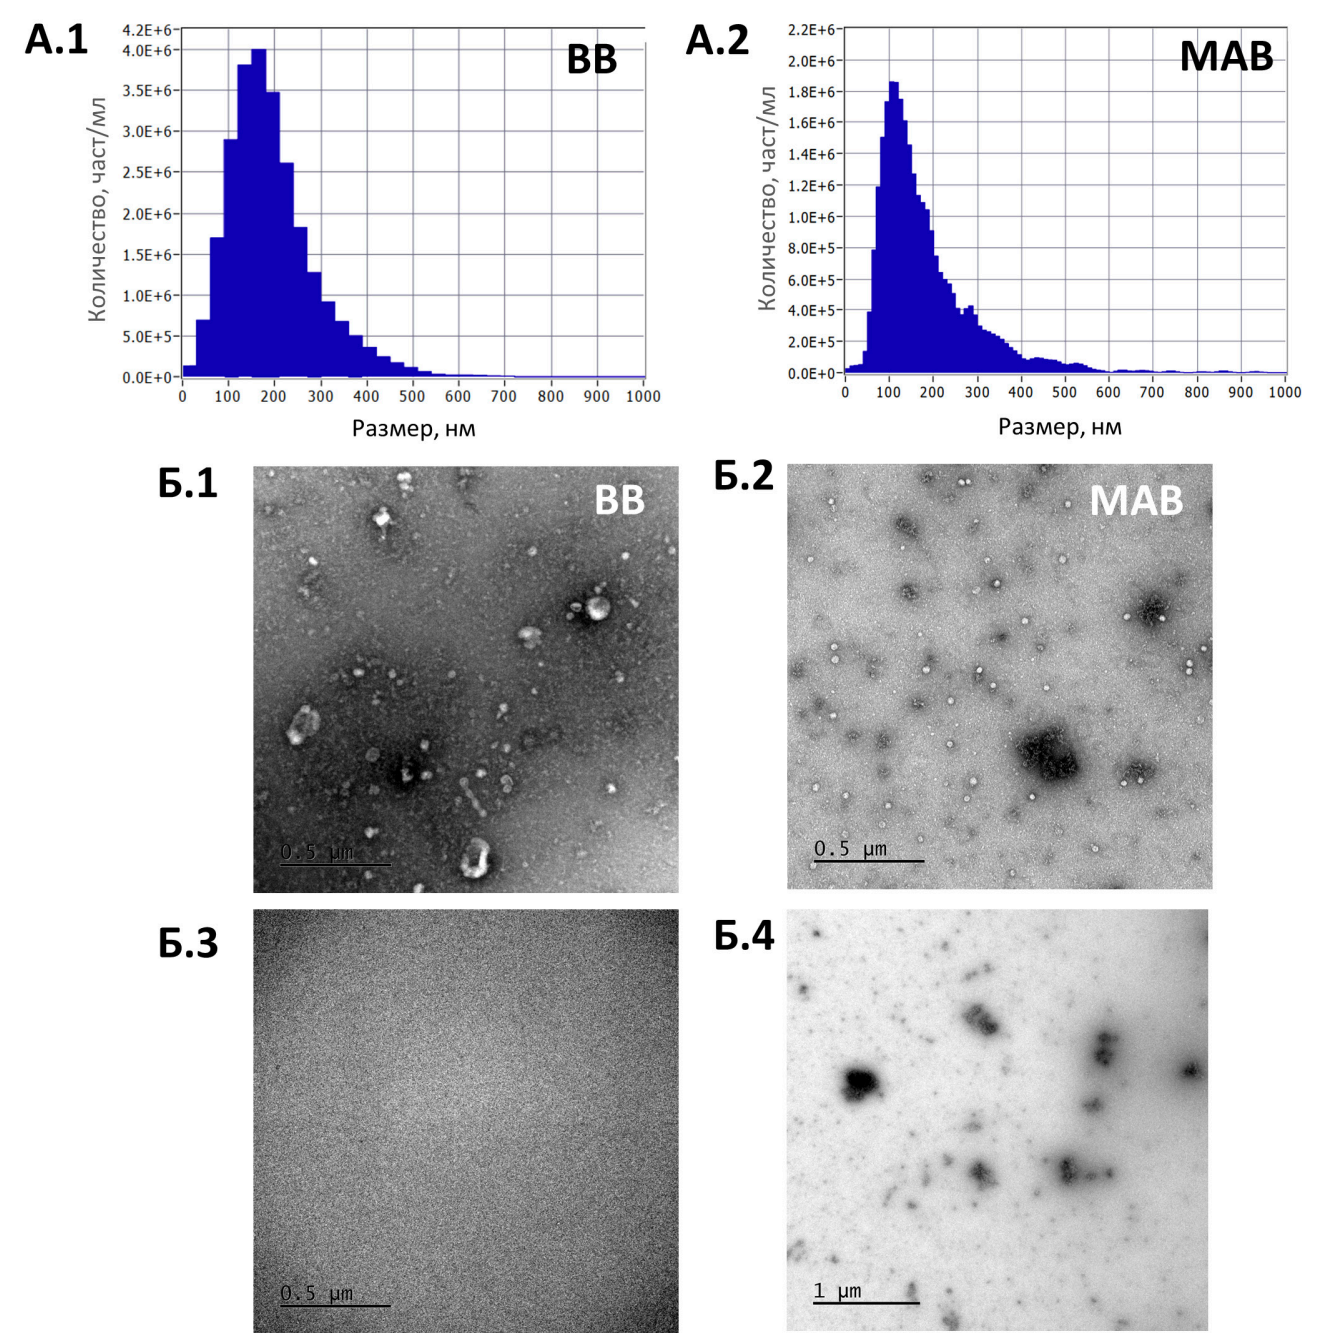 А.1
ВВ
4.2E+6
4.0E+6
3.5E+6
3.0E+6
2.5E+6
2.0E+6
1.5E+6
1.0E+6
5.0E+5
0.0E+0
Количество, част/мл
0 100 200 300 400 500 600 700 800 900 1000
Размер, нм
А.2
МАВ
2.2E+6
2.0E+6
1.8E+6
1.6E+6
1.4E+6
1.2E+6
1.0E+6
8.0E+5
6.0E+5
4.0E+5
2.0E+5
0.0E+0
Количество, част/мл
0 100 200 300 400 500 600 700 800 900 1000
Размер, нм
Б.1
ВВ
0.5 µm
Б.2
МАВ
0.5 µm
Б.3
0.5 µm
Б.4
1 µm